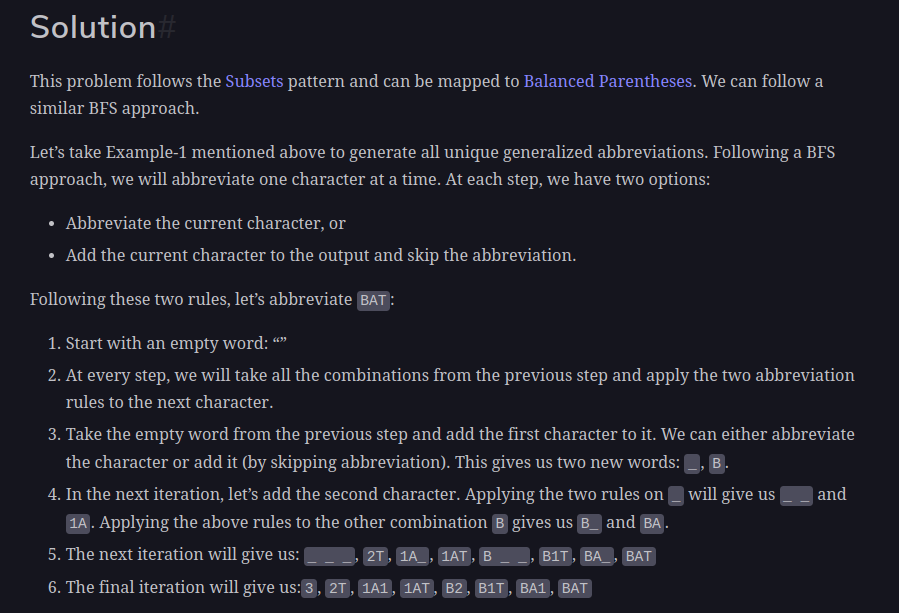 Solution#
This problem follows the Subsets pattern and can be mapped to Balanced Parentheses. We can follow a
similar BFS approach.
Let’s take Example-1 mentioned above to generate all unique generalized abbreviations. Following a BFS
approach, we will abbreviate one character at a time. At each step, we have two options:
• Abbreviate the current character, or
• Add the current character to the output and skip the abbreviation.
Following these two rules, let’s abbreviate BAT:
1. Start with an empty word: “”
2. At every step, we will take all the combinations from the previous step and apply the two abbreviation
rules to the next character.
3. Take the empty word from the previous step and add the first character to it. We can either abbreviate
the character or add it (by skipping abbreviation). This gives us two new words: _, B.
4. In the next iteration, let’s add the second character. Applying the two rules on _ will give us _ _ and
1A. Applying the above rules to the other combination B gives us B_ and BA.
5. The next iteration will give us: _ _ _, 2T, 1A_, 1AT, B _ _, B1T, BA_, BAT
6. The final iteration will give us:3, 2T, 1A1, 1AT, B2, B1T, BA1, BAT